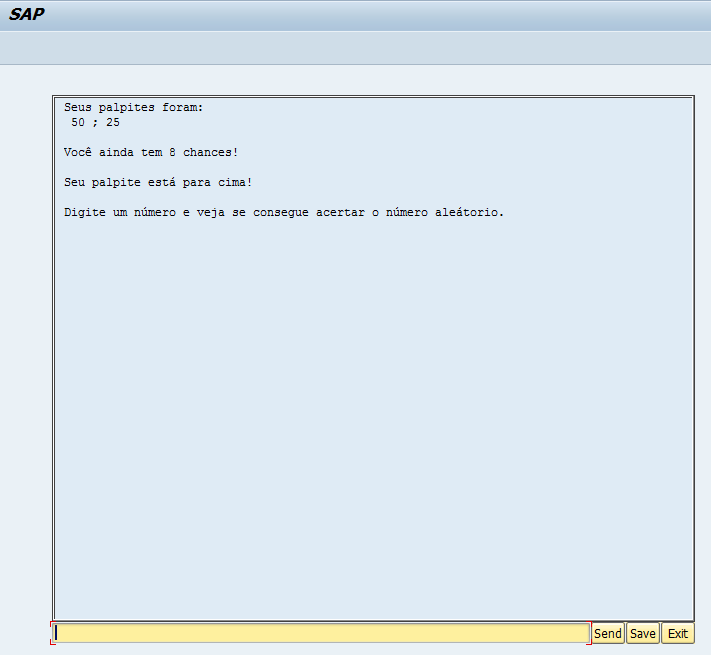 SAP
Seus palpites foram:
50 ; 25
Você ainda tem 8 chances!
Seu palpite está para cima!
Digite um número e veja se consegue acertar o número aleátorio.
Send Save Exit